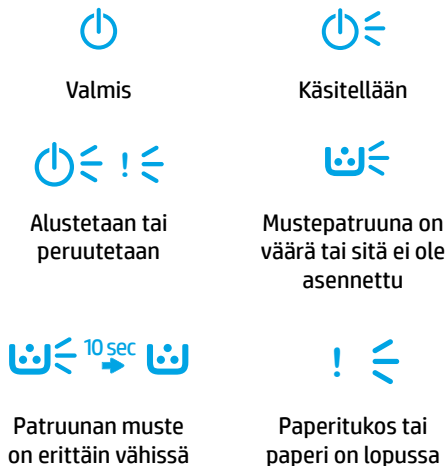 Valmis
Käsitellään
!
Alustetaan tai
peruutetaan
Mustepatruuna on
väärä tai sitä ei ole
asennettu
10 sec
!
Patruunan muste
on erittäin vähissä
Paperitukos tai
paperi on lopussa